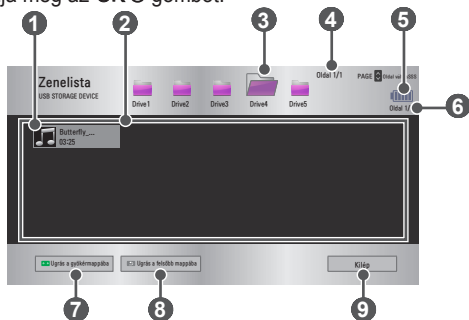 ja meg az OK⊙ gombot.
1
2
3
4
5
6
Zenelista
USB STORAGE DEVICE
Drive1
Drive2
Drive3
Drive4
Drive5
Oldal 1/1
PAGE
Oldal
Oldal 1/
Butterfly_...
03:25
Ugrás a gyökérmappába
Ugrás a felsőbb mappába
Kilép
7
8
9